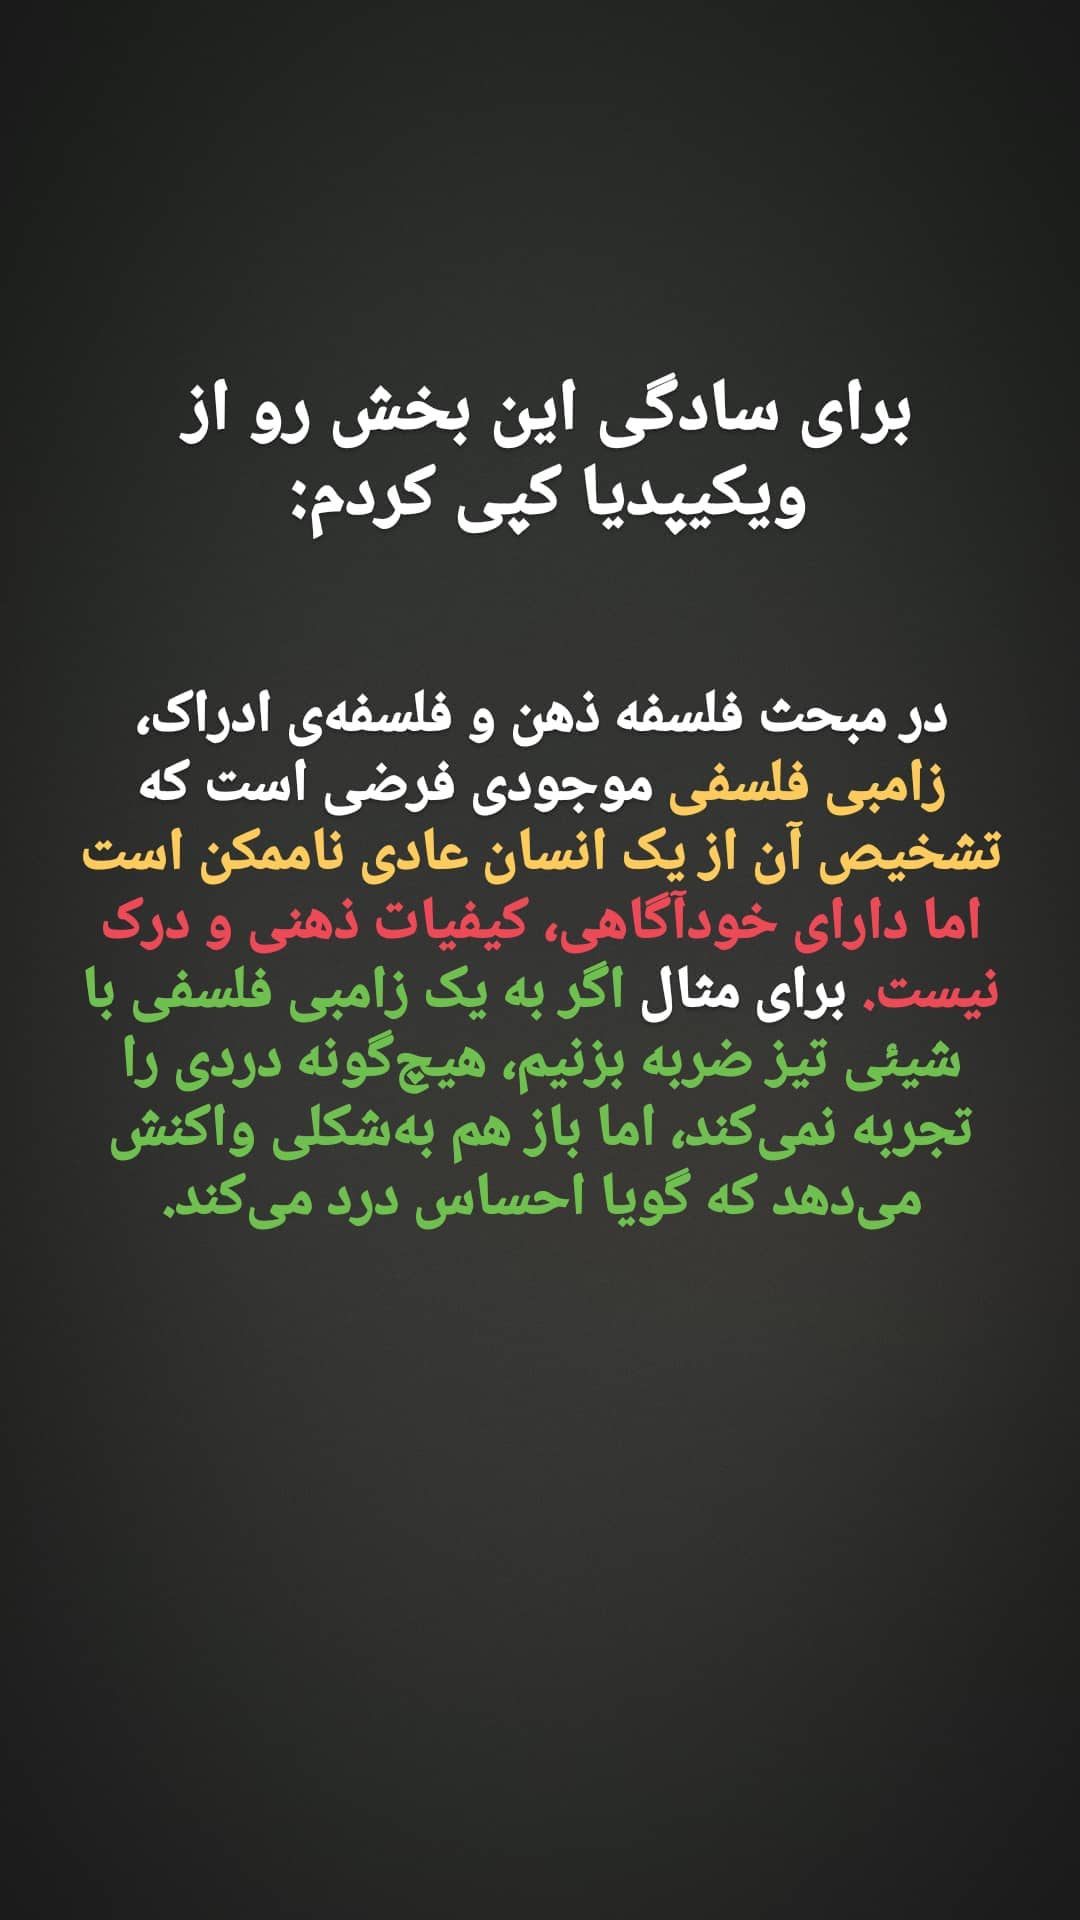 برای سادگی این بخش رو از
ویکیپدیا کپی کردم:
در مبحث فلسفه ذهن و فلسفه‌ی ادراک،
زامبی فلسفی موجودی فرضی است که
تشخیص آن از یک انسان عادی ناممکن است
اما دارای خودآگاهی، کیفیات ذهنی و درک
نیست. برای مثال اگر به یک زامبی فلسفی با
شیئی تیز ضربه بزنیم، هیچ‌گونه دردی را
تجربه نمی‌کند، اما باز هم به‌شکلی واکنش
می‌دهد که گویا احساس درد می‌کند.